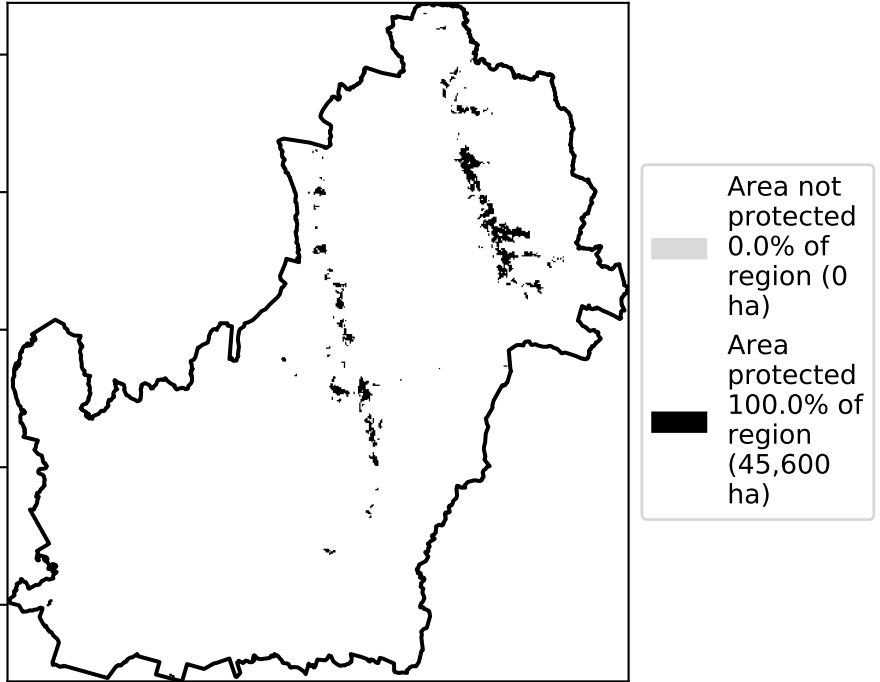 Area not
protected
0.0% of
region (0
ha)
Area
protected
100.0% of
region
(45,600
ha)